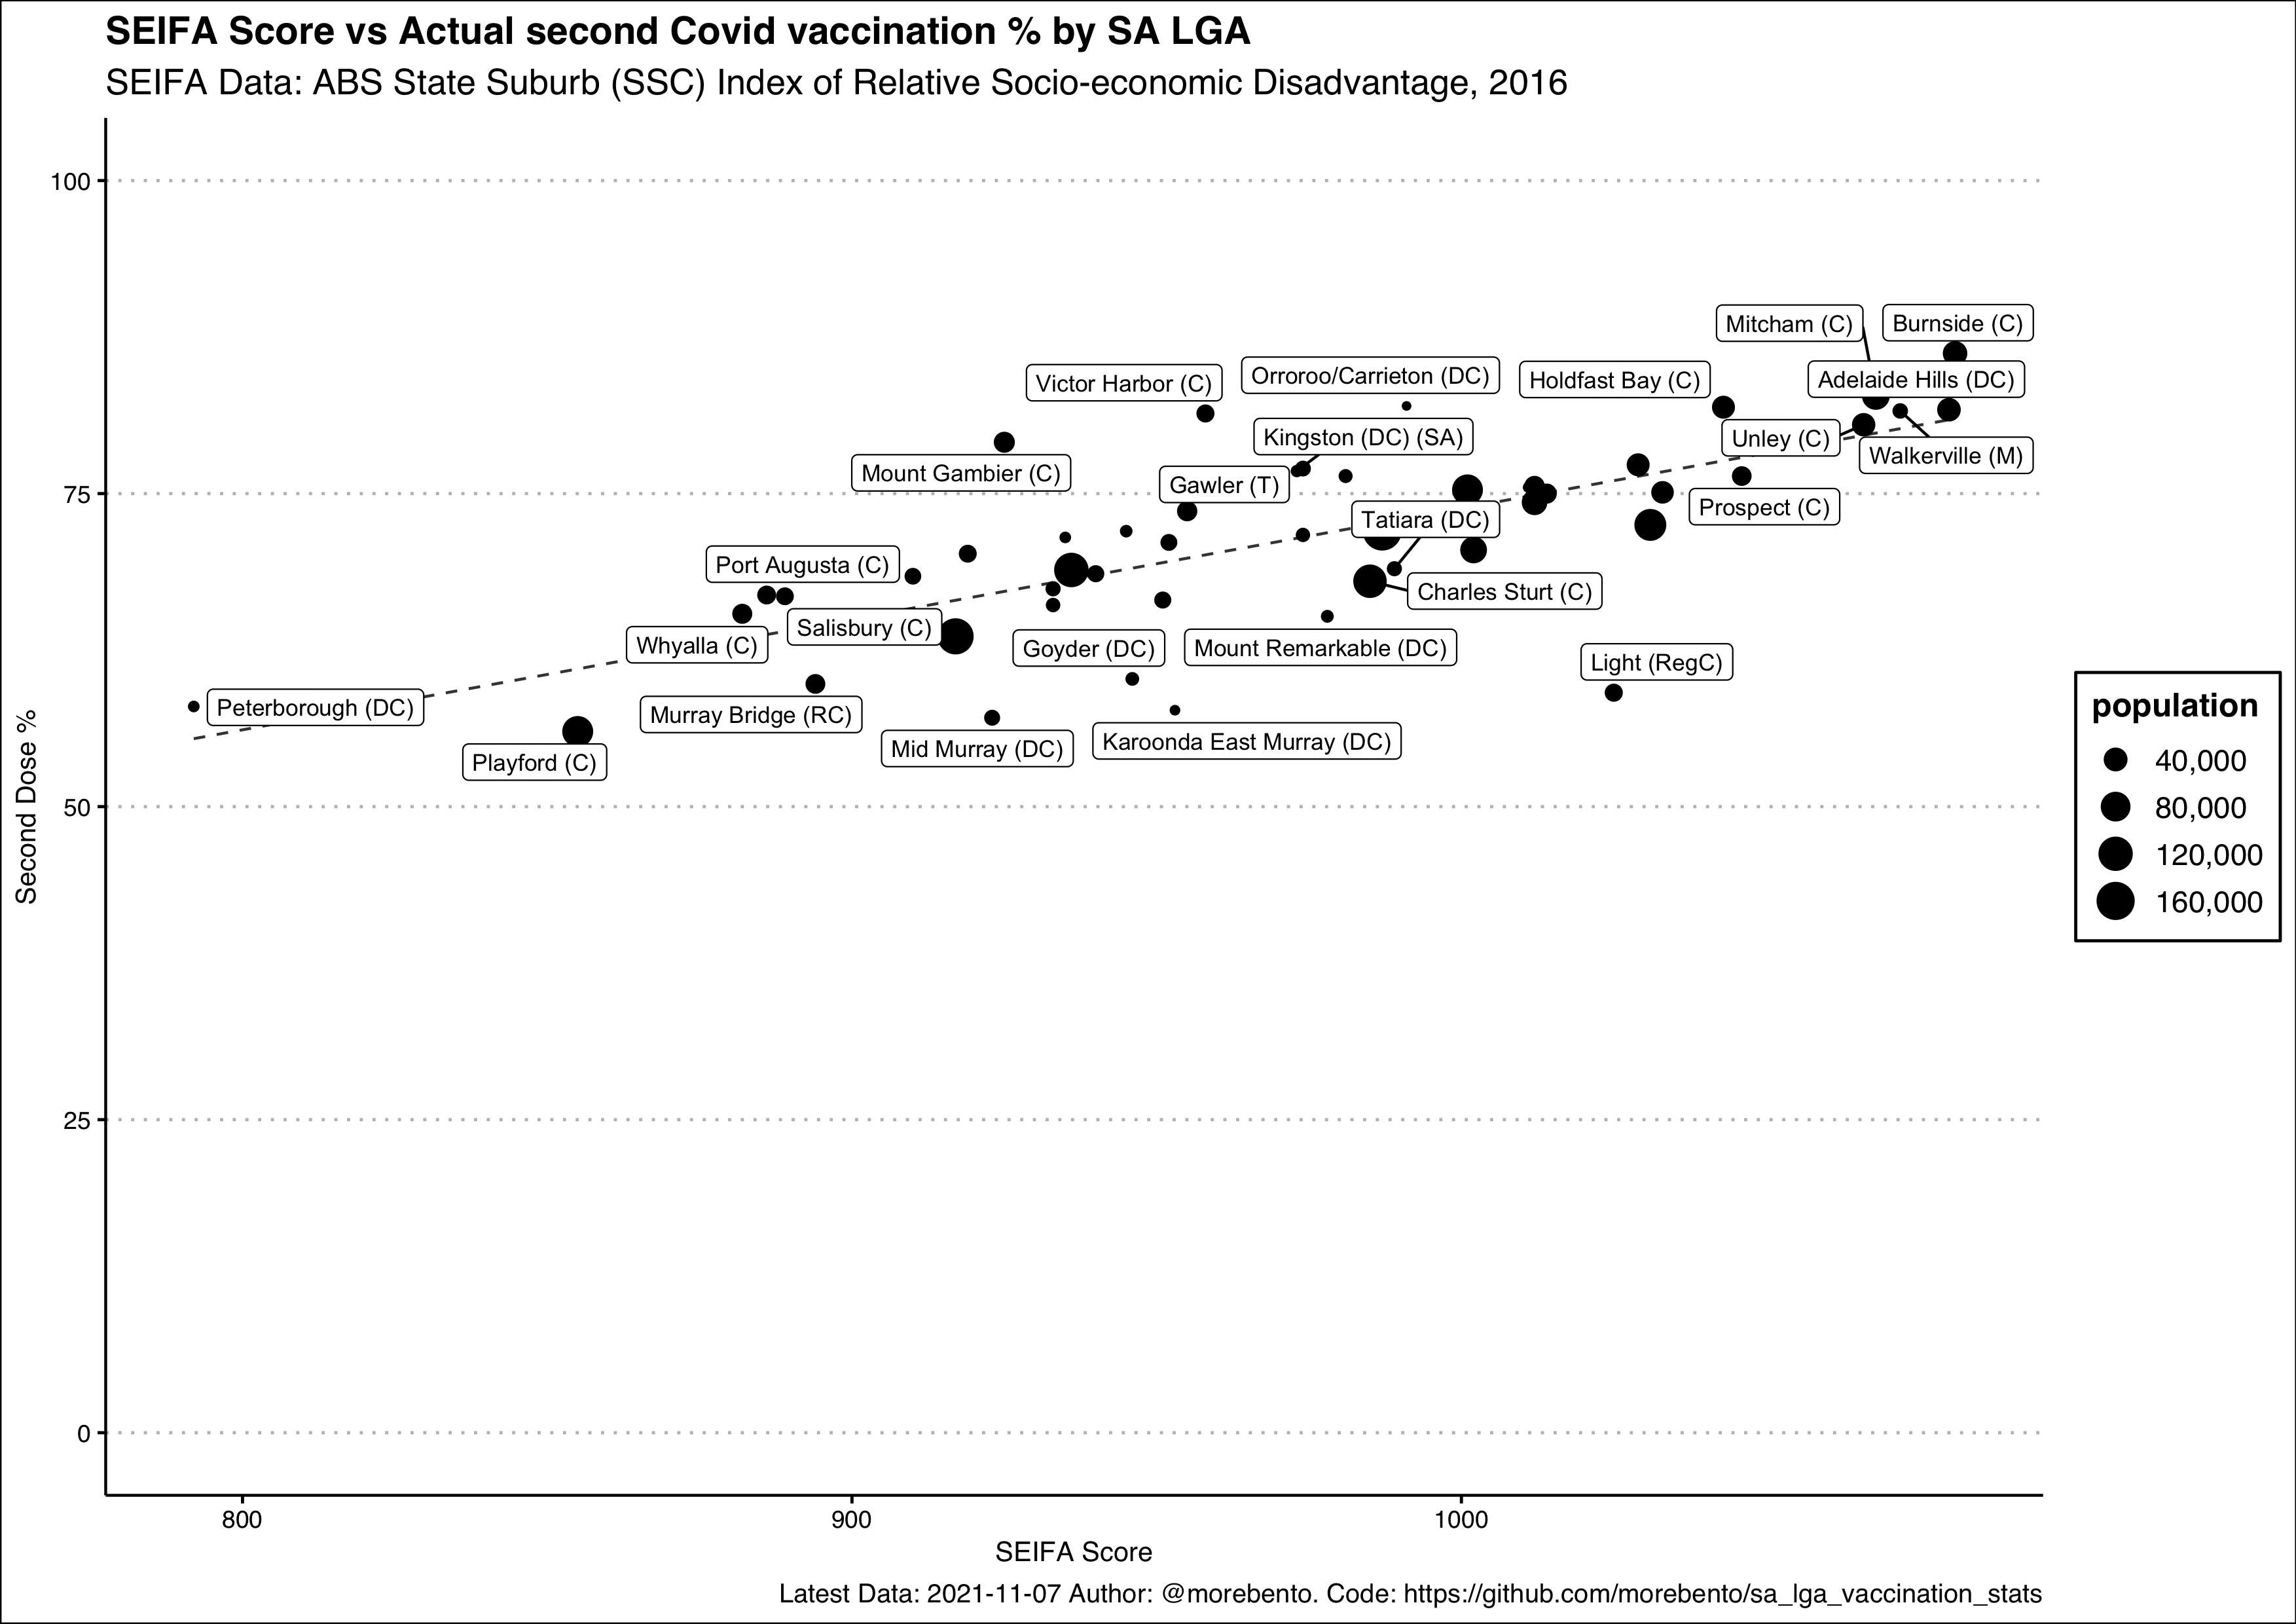 SEIFA Score vs Actual second Covid vaccination % by SA LGA
SEIFA Data: ABS State Suburb (SSC) Index of Relative Socio-economic Disadvantage, 2016
Second Dose %
100
75
50
25
0
Mitcham (C)
Burnside (C)
Victor Harbor (C)
Orroroo/Carrieton (DC)
Holdfast Bay (C)
Adelaide Hills (DC)
Kingston (DC) (SA)
Unley (C)
Walkerville (M)
Mount Gambier (C)
Gawler (T)
Prospect (C)
Tatiara (DC)
Port Augusta (C)
Charles Sturt (C)
Salisbury (C)
Whyalla (C)
Goyder (DC)
Mount Remarkable (DC)
Light (RegC)
Peterborough (DC)
Murray Bridge (RC)
Karoonda East Murray (DC)
Mid Murray (DC)
Playford (C)
population
40,000
80,000
120,000
160,000
800
900
1000
SEIFA Score
Latest Data: 2021-11-07 Author: @morebento. Code: https://github.com/morebento/sa_lga_vaccination_stats